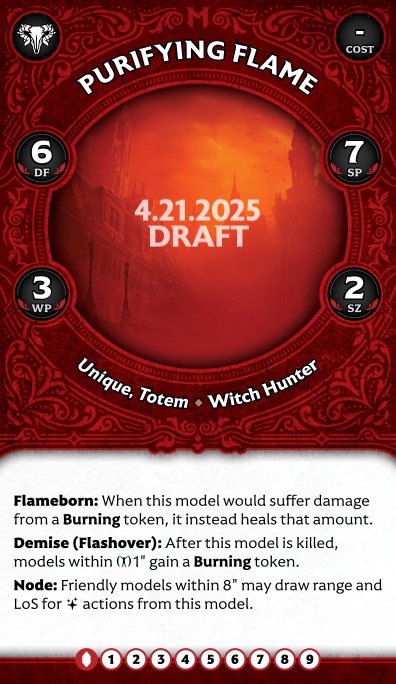 PURIFYING FLAME
-
COST
6
DF
7
SP
4.21.2025
DRAFT
3
WP
2
SZ
Unique, Totem ◆ Witch Hunter
Flameborn: When this model would suffer damage
from a Burning token, it instead heals that amount.
Demise (Flashover): After this model is killed,
models within 1" gain a Burning token.
Node: Friendly models within 8" may draw range and
LoS for actions from this model.
1 2 3 4 5 6 7 8 9